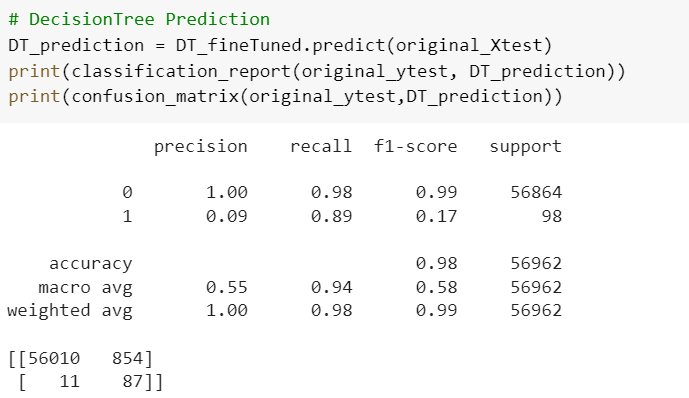 # DecisionTree Prediction
DT_prediction = DT_fineTuned.predict(original_Xtest)
print(classification_report(original_ytest, DT_prediction))
print(confusion_matrix(original_ytest,DT_prediction))
precision recall f1-score support
0 1.00 0.98 0.99 56864
1 0.09 0.89 0.17 98
accuracy 0.98 56962
macro avg 0.55 0.94 0.58 56962
weighted avg 1.00 0.98 0.99 56962
[[56010 854]
[ 11 87]]